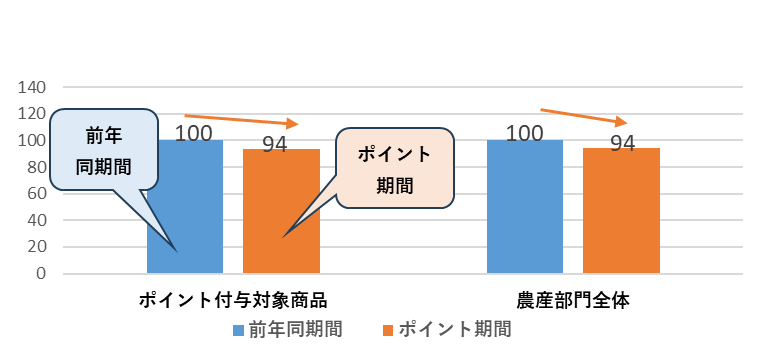 140
120
100
80
60
40
20
0
前年
同期間
100
94
ポイント
期間
100
94
ポイント付与対象商品
農産部門全体
前年同期間
ポイント期間